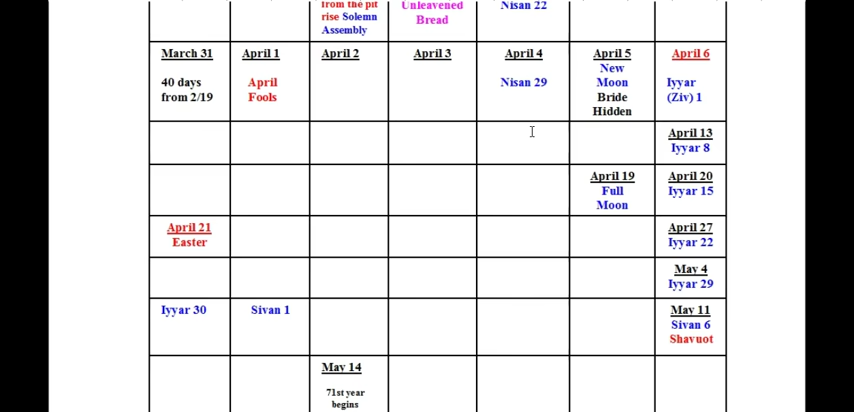 from the pit
rise Solemn
Assembly
Unleavened
Bread
Nisan 22
March 31
40 days
from 2/19
April 1
April
Fools
April 2
April 3
April 4
Nisan 29
April 5
New
Moon
Bride
Hidden
April 6
Iyyar
(Ziv) 1
April 13
Iyyar 8
April 19
Full
Moon
April 20
Iyyar 15
April 21
Easter
April 27
Iyyar 22
May 4
Iyyar 29
Iyyar 30
Sivan 1
May 11
Sivan 6
Shavuot
May 14
71st year
begins